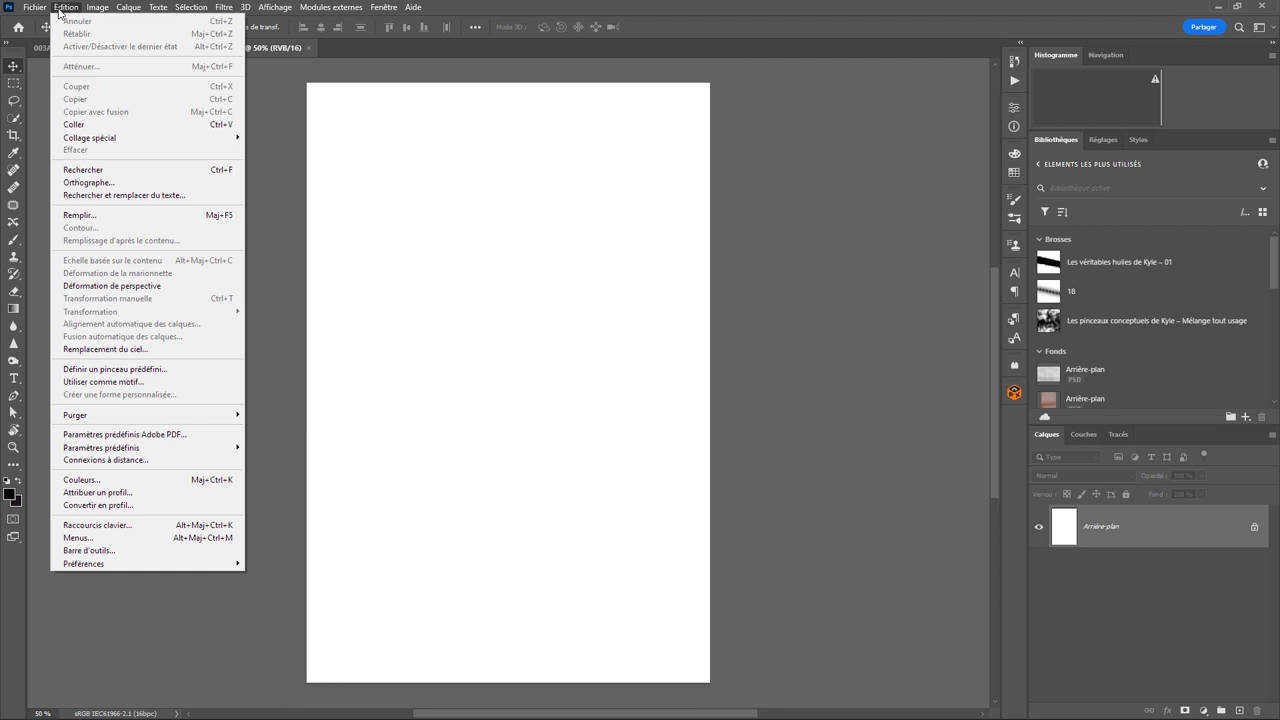 Ps Fichier Edition Image Calque Texte Sélection Filtre 3D Affichage Modules externes Fenêtre Aide
s de transf. Mode 3D : Partager
003A @ 50% (RVB/16) ×
Annuler Ctrl+Z
Rétablir Maj+Ctrl+Z
Activer/Désactiver le dernier état Alt+Ctrl+Z
Atténuer... Maj+Ctrl+F
Couper Ctrl+X
Copier Ctrl+C
Copier avec fusion Maj+Ctrl+C
Coller Ctrl+V
Collage spécial
Effacer
Rechercher Ctrl+F
Orthographe...
Rechercher et remplacer du texte...
Remplir... Maj+F5
Contour...
Remplissage d'après le contenu...
Echelle basée sur le contenu Alt+Maj+Ctrl+C
Déformation de la marionnette
Déformation de perspective
Transformation manuelle Ctrl+T
Transformation
Alignement automatique des calques...
Fusion automatique des calques...
Remplacement du ciel...
Définir un pinceau prédéfini...
Utiliser comme motif...
Créer une forme personnalisée...
Purger
Paramètres prédéfinis Adobe PDF...
Paramètres prédéfinis
Connexions à distance...
Couleurs... Maj+Ctrl+K
Attribuer un profil...
Convertir en profil...
Raccourcis clavier... Alt+Maj+Ctrl+K
Menus... Alt+Maj+Ctrl+M
Barre d'outils...
Préférences
Histogramme Navigation
Bibliothèques Réglages Styles
ELEMENTS LES PLUS UTILISÉS
Bibliothèque active
Brosses
Les véritables huiles de Kyle – 01
18
Les pinceaux conceptuels de Kyle – Mélange tout usage
Fonds
Arrière-plan
PSD
Arrière-plan
PSD
Calques Couches Tracés
Type
Normal Opacité : 100 %
Verrou : Fond : 100 %
Arrière-plan
50 % sRGB IEC61966-2.1 (16bpc)